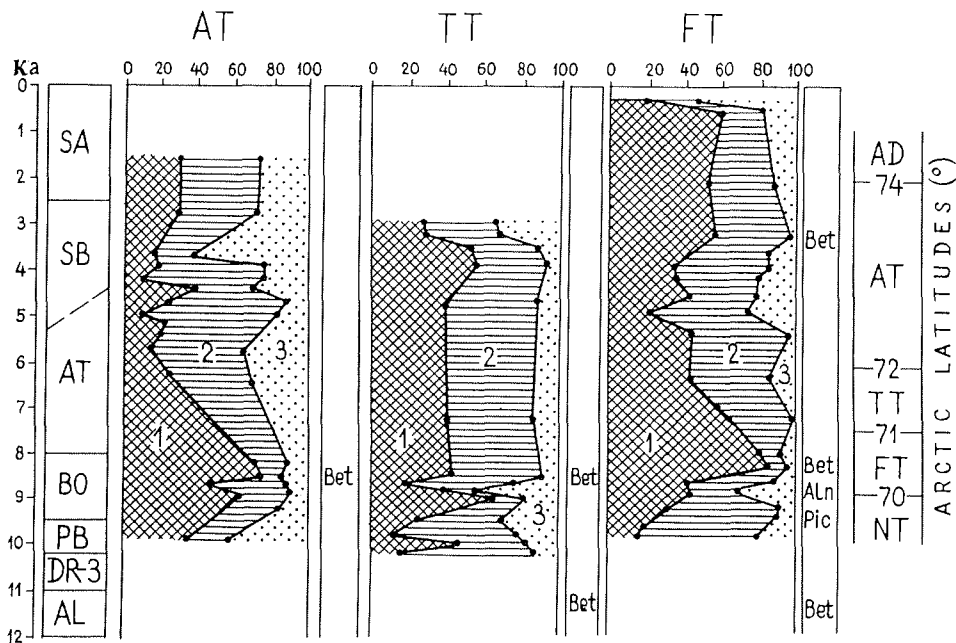 AT TT FT
Ka 0 20 40 60 80 100 0 20 40 60 80 100 0 20 40 60 80 100
0
1 SA AD
2 74
3 SB Bet
4 AT
5
6 AT 2 3 2 2 3 72
7 1 1 1 TT
71
8 Bet Bet Bet FT
BO ALn
9 3 70
Pic
PB NT
10
DR-3
11
AL Bet Bet
12
ARCTIC LATITUDES (°)